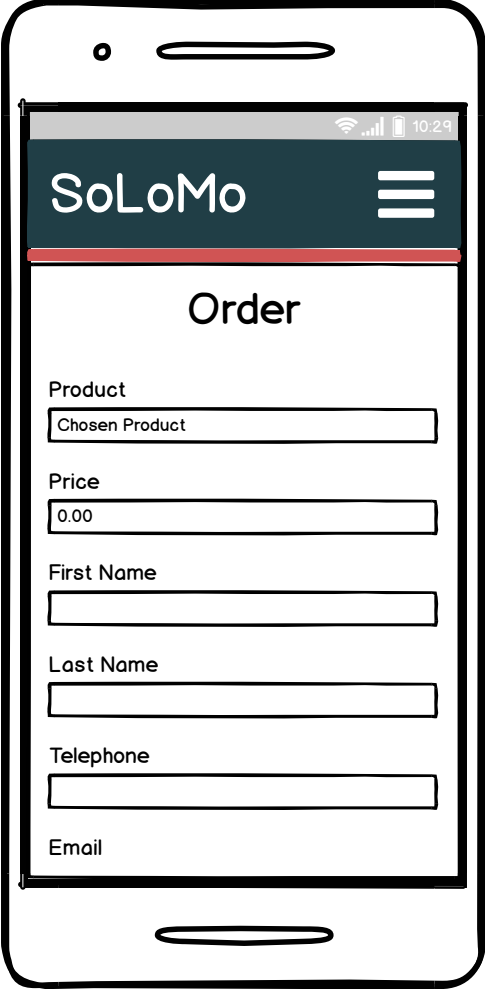 10:29
SoLoMo
Order
Product
Chosen Product
Price
0.00
First Name
Last Name
Telephone
Email